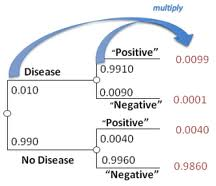 multiply
“Positive”
0.0099
Disease
0.9910
0.010
0.0090
0.0001
“Negative”
“Positive”
0.0040
0.0040
0.990
0.9960
0.9860
No Disease
“Negative”